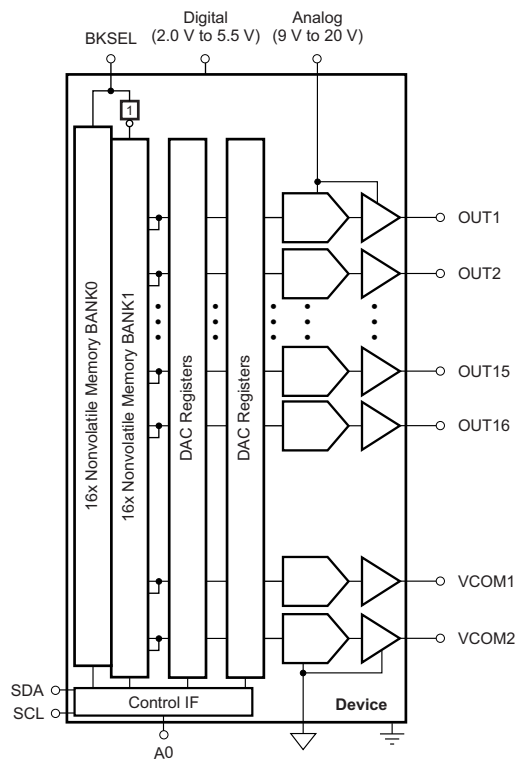 Digital
(2.0 V to 5.5 V)
Analog
(9 V to 20 V)
BKSEL
1
16x Nonvolatile Memory BANK0
16x Nonvolatile Memory BANK1
DAC Registers
DAC Registers
OUT1
OUT2
OUT15
OUT16
VCOM1
VCOM2
SDA
SCL
Control IF
Device
A0